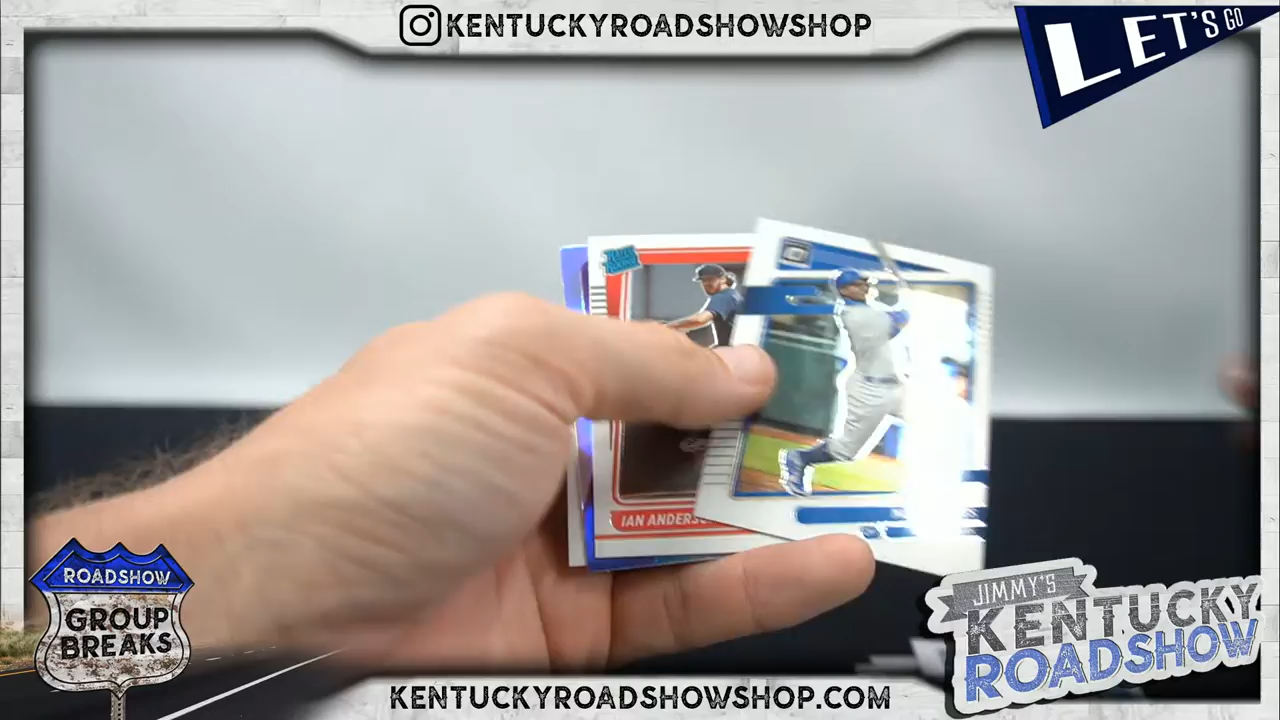 KENTUCKYROADSHOWSHOP
LET'S GO
IAN ANDERS
ROADSHOW
GROUP
BREAKS
JIMMY'S
KENTUCKY
ROADSHOW
KENTUCKYROADSHOWSHOP.COM